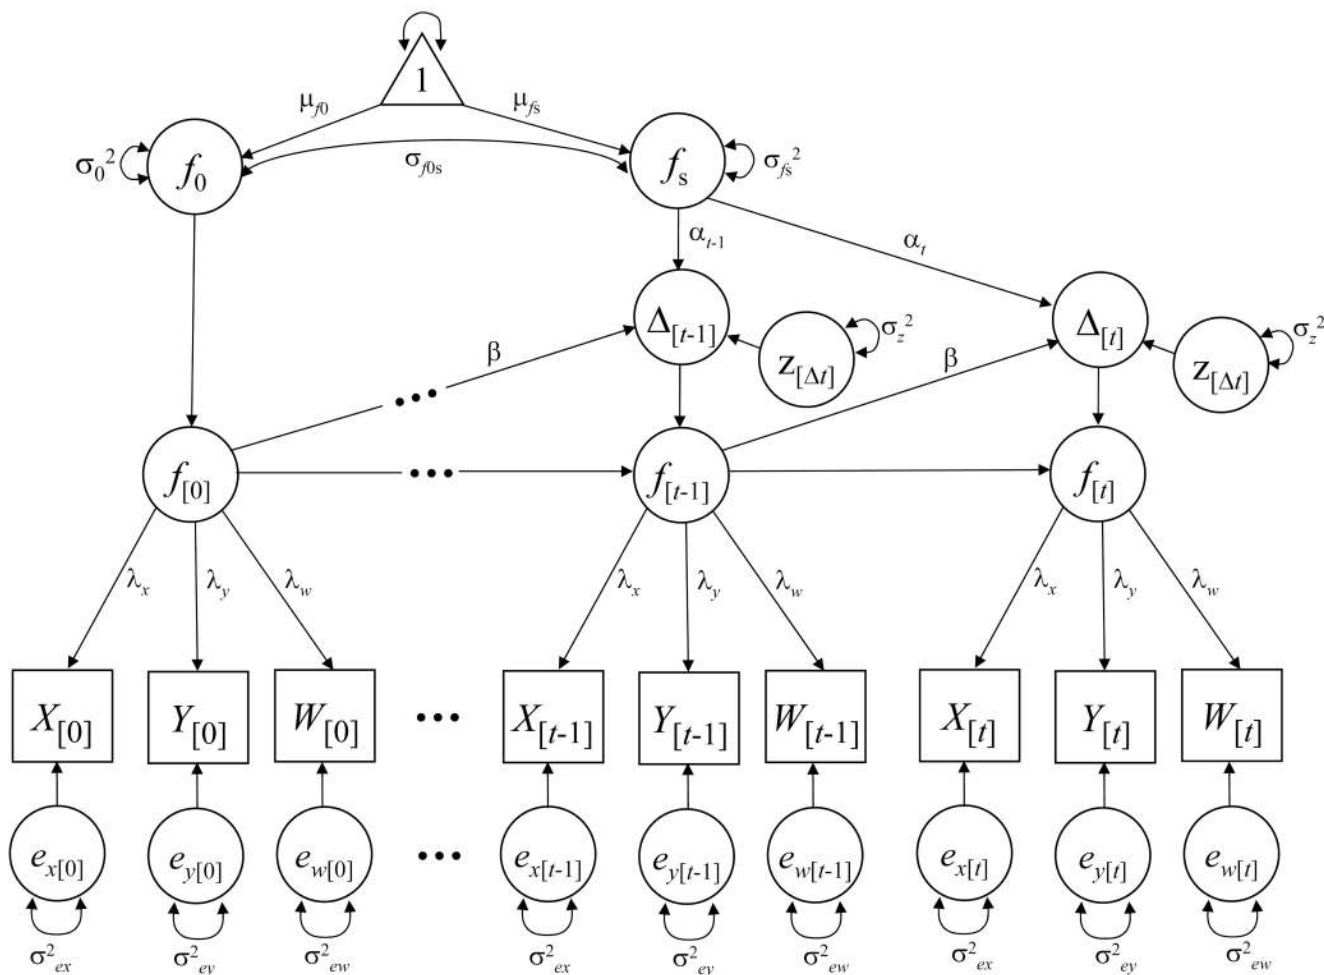 1
μf0 μfs
σ0² f0 σf0s fs σfs²
αt-1 αt
Δ[t-1] σz² Δ[t] σz²
β z[Δt] β z[Δt]
•••
f[0] ••• f[t-1] f[t]
λx λy λw λx λy λw λx λy λw
X[0] Y[0] W[0] ••• X[t-1] Y[t-1] W[t-1] X[t] Y[t] W[t]
ex[0] ey[0] ew[0] ••• ex[t-1] ey[t-1] ew[t-1] ex[t] ey[t] ew[t]
σ²ex σ²ey σ²ew σ²ex σ²ey σ²ew σ²ex σ²ey σ²ew